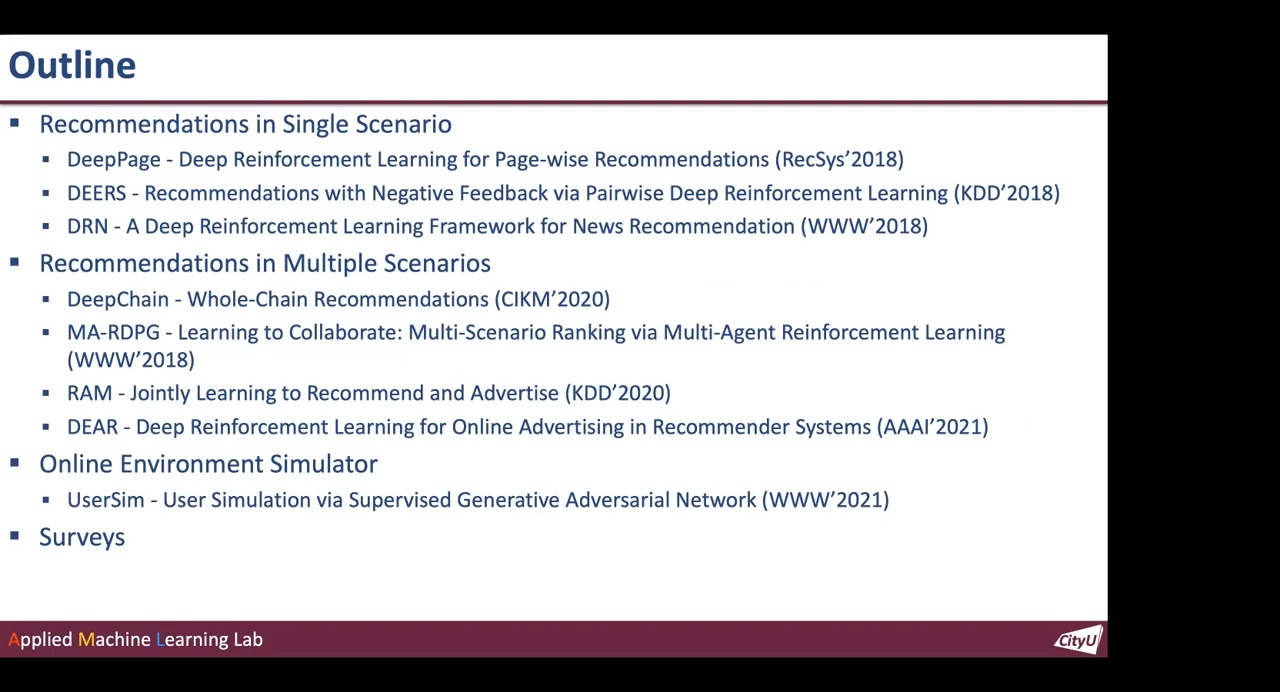 Outline
▪ Recommendations in Single Scenario
▪ DeepPage - Deep Reinforcement Learning for Page-wise Recommendations (RecSys’2018)
▪ DEERS - Recommendations with Negative Feedback via Pairwise Deep Reinforcement Learning (KDD’2018)
▪ DRN - A Deep Reinforcement Learning Framework for News Recommendation (WWW’2018)
▪ Recommendations in Multiple Scenarios
▪ DeepChain - Whole-Chain Recommendations (CIKM’2020)
▪ MA-RDPG - Learning to Collaborate: Multi-Scenario Ranking via Multi-Agent Reinforcement Learning
(WWW’2018)
▪ RAM - Jointly Learning to Recommend and Advertise (KDD’2020)
▪ DEAR - Deep Reinforcement Learning for Online Advertising in Recommender Systems (AAAI’2021)
▪ Online Environment Simulator
▪ UserSim - User Simulation via Supervised Generative Adversarial Network (WWW’2021)
▪ Surveys
Applied Machine Learning Lab
CityU